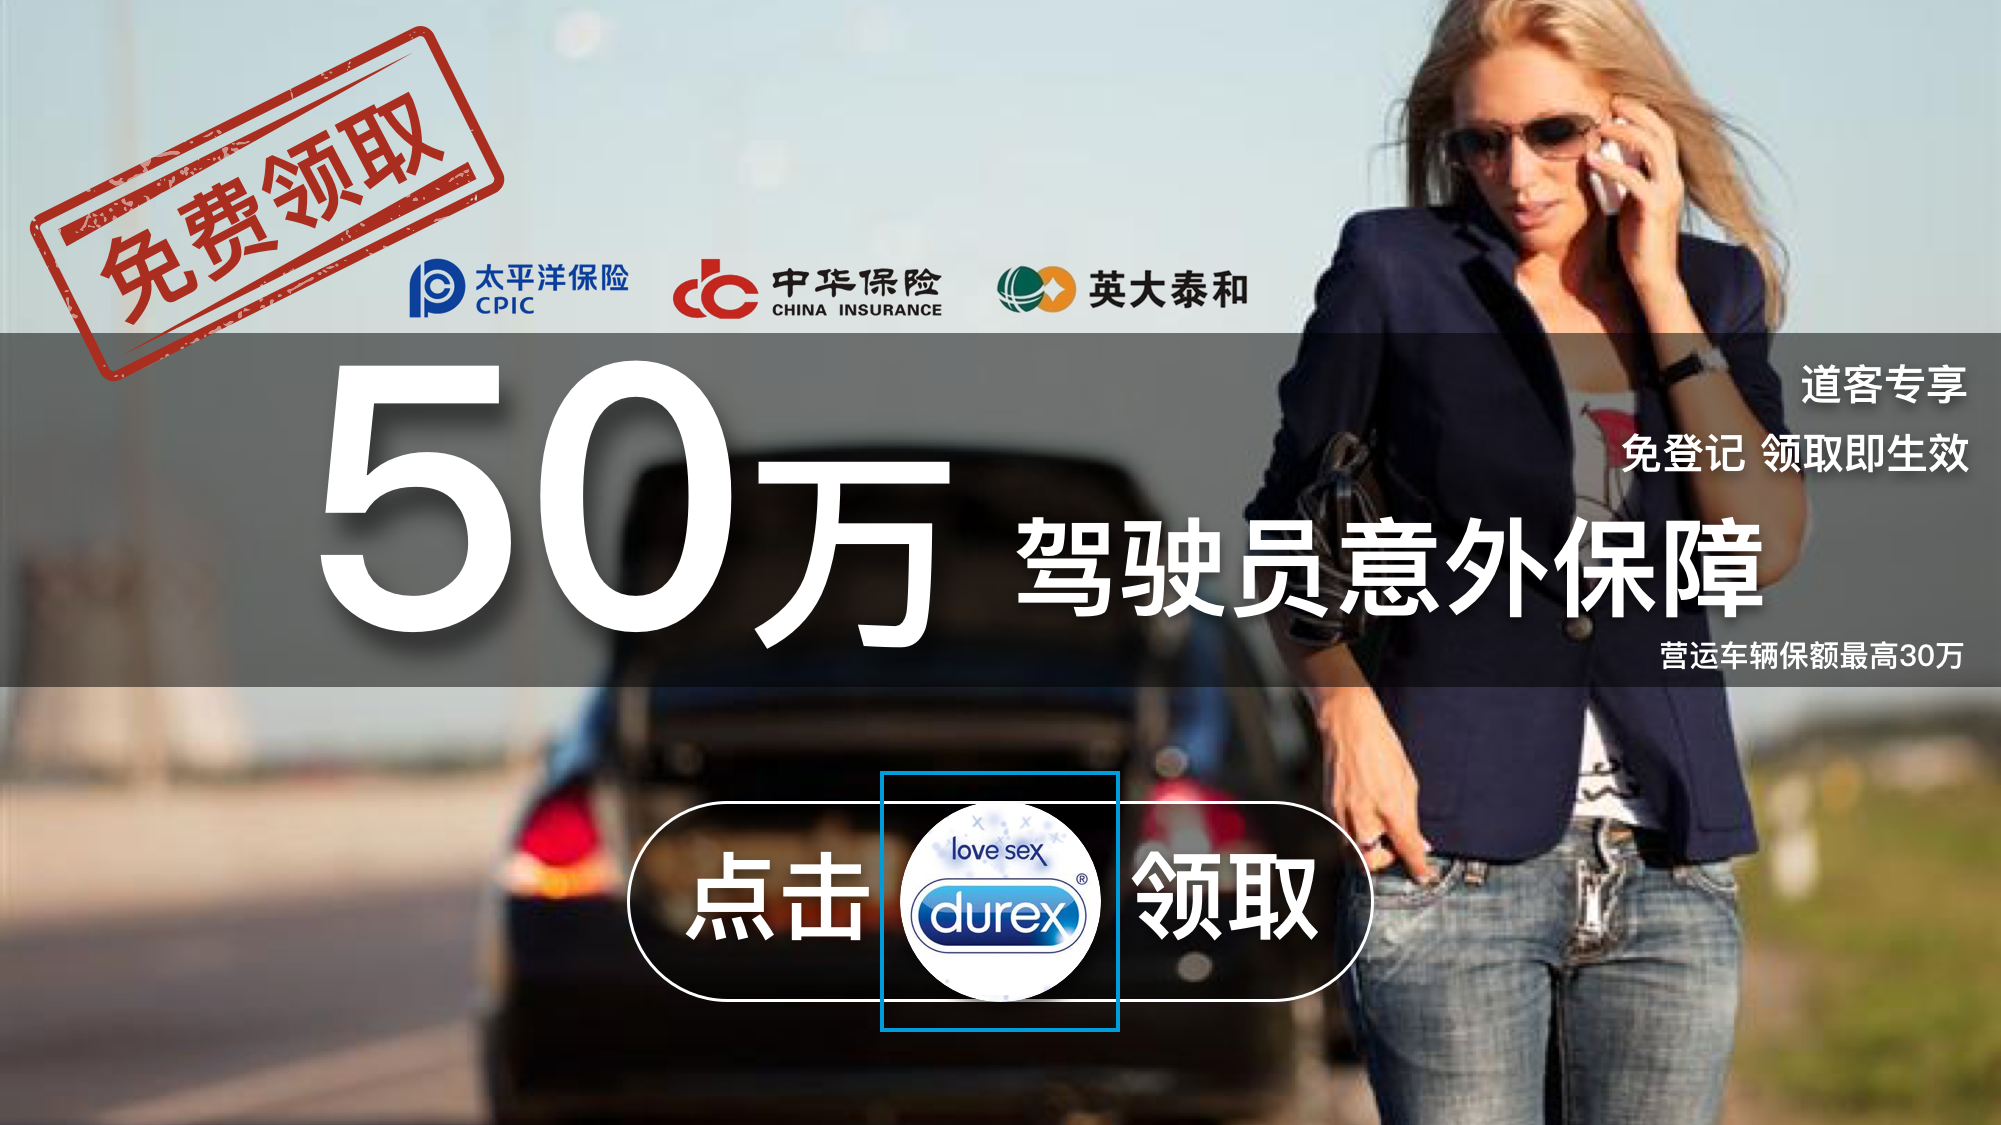 免费领取
太平洋保险
CPIC
中华保险
CHINA INSURANCE
英大泰和
道客专享
免登记 领取即生效
50万 驾驶员意外保障
营运车辆保额最高30万
点击
love sex
durex®
领取